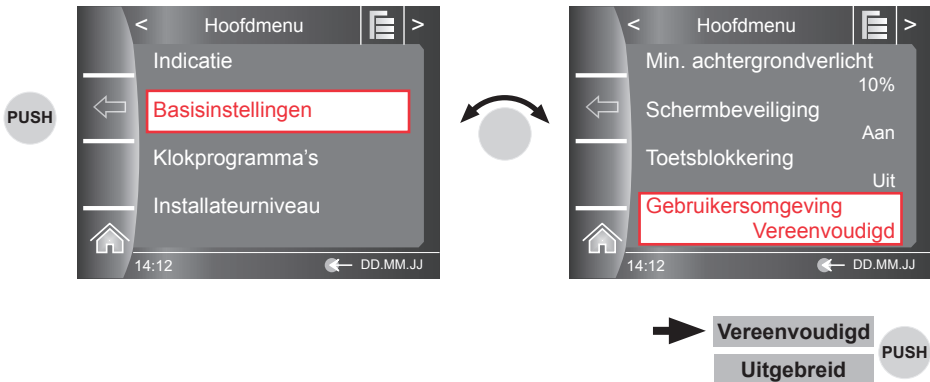 < Hoofdmenu >
Indicatie
PUSH
Basisinstellingen
Klokprogramma's
Installateurniveau
14:12 DD.MM.JJ
< Hoofdmenu >
Min. achtergrondverlicht
10%
Schermbeveiliging
Aan
Toetsblokkering
Uit
Gebruikersomgeving
Vereenvoudigd
14:12 DD.MM.JJ
Vereenvoudigd
PUSH
Uitgebreid